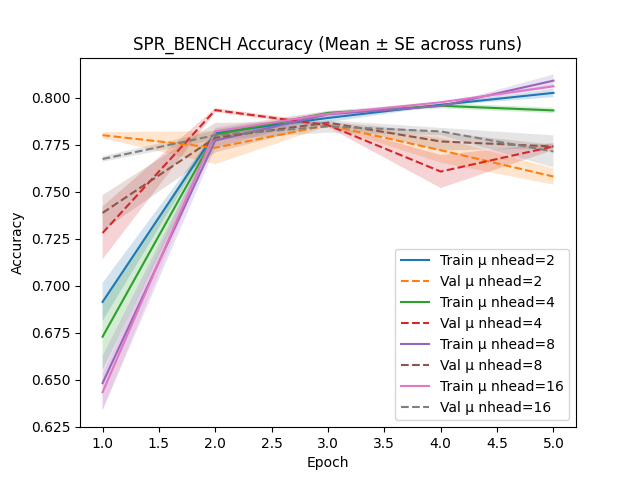 SPR_BENCH Accuracy (Mean ± SE across runs)
Accuracy
0.800
0.775
0.750
0.725
0.700
0.675
0.650
0.625
Train μ nhead=2
Val μ nhead=2
Train μ nhead=4
Val μ nhead=4
Train μ nhead=8
Val μ nhead=8
Train μ nhead=16
Val μ nhead=16
1.0 1.5 2.0 2.5 3.0 3.5 4.0 4.5 5.0
Epoch